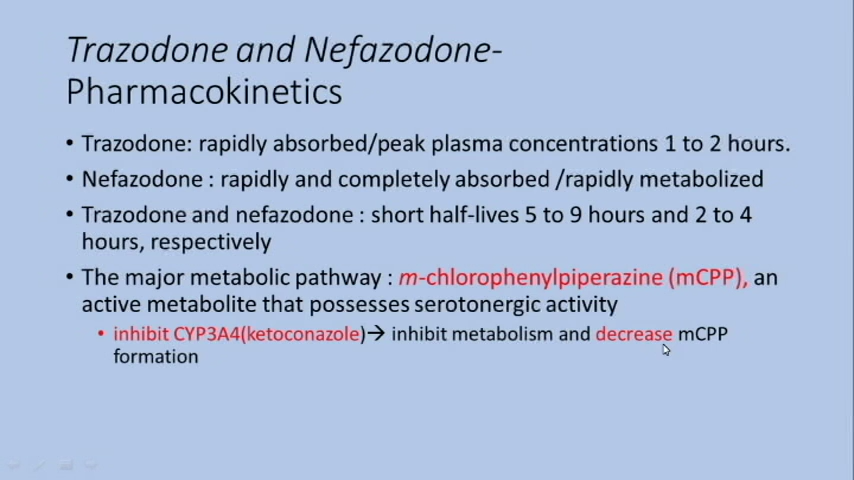 Trazodone and Nefazodone-
Pharmacokinetics
• Trazodone: rapidly absorbed/peak plasma concentrations 1 to 2 hours.
• Nefazodone : rapidly and completely absorbed /rapidly metabolized
• Trazodone and nefazodone : short half-lives 5 to 9 hours and 2 to 4
hours, respectively
• The major metabolic pathway : m-chlorophenylpiperazine (mCPP), an
active metabolite that possesses serotonergic activity
• inhibit CYP3A4(ketoconazole)→ inhibit metabolism and decrease mCPP
formation